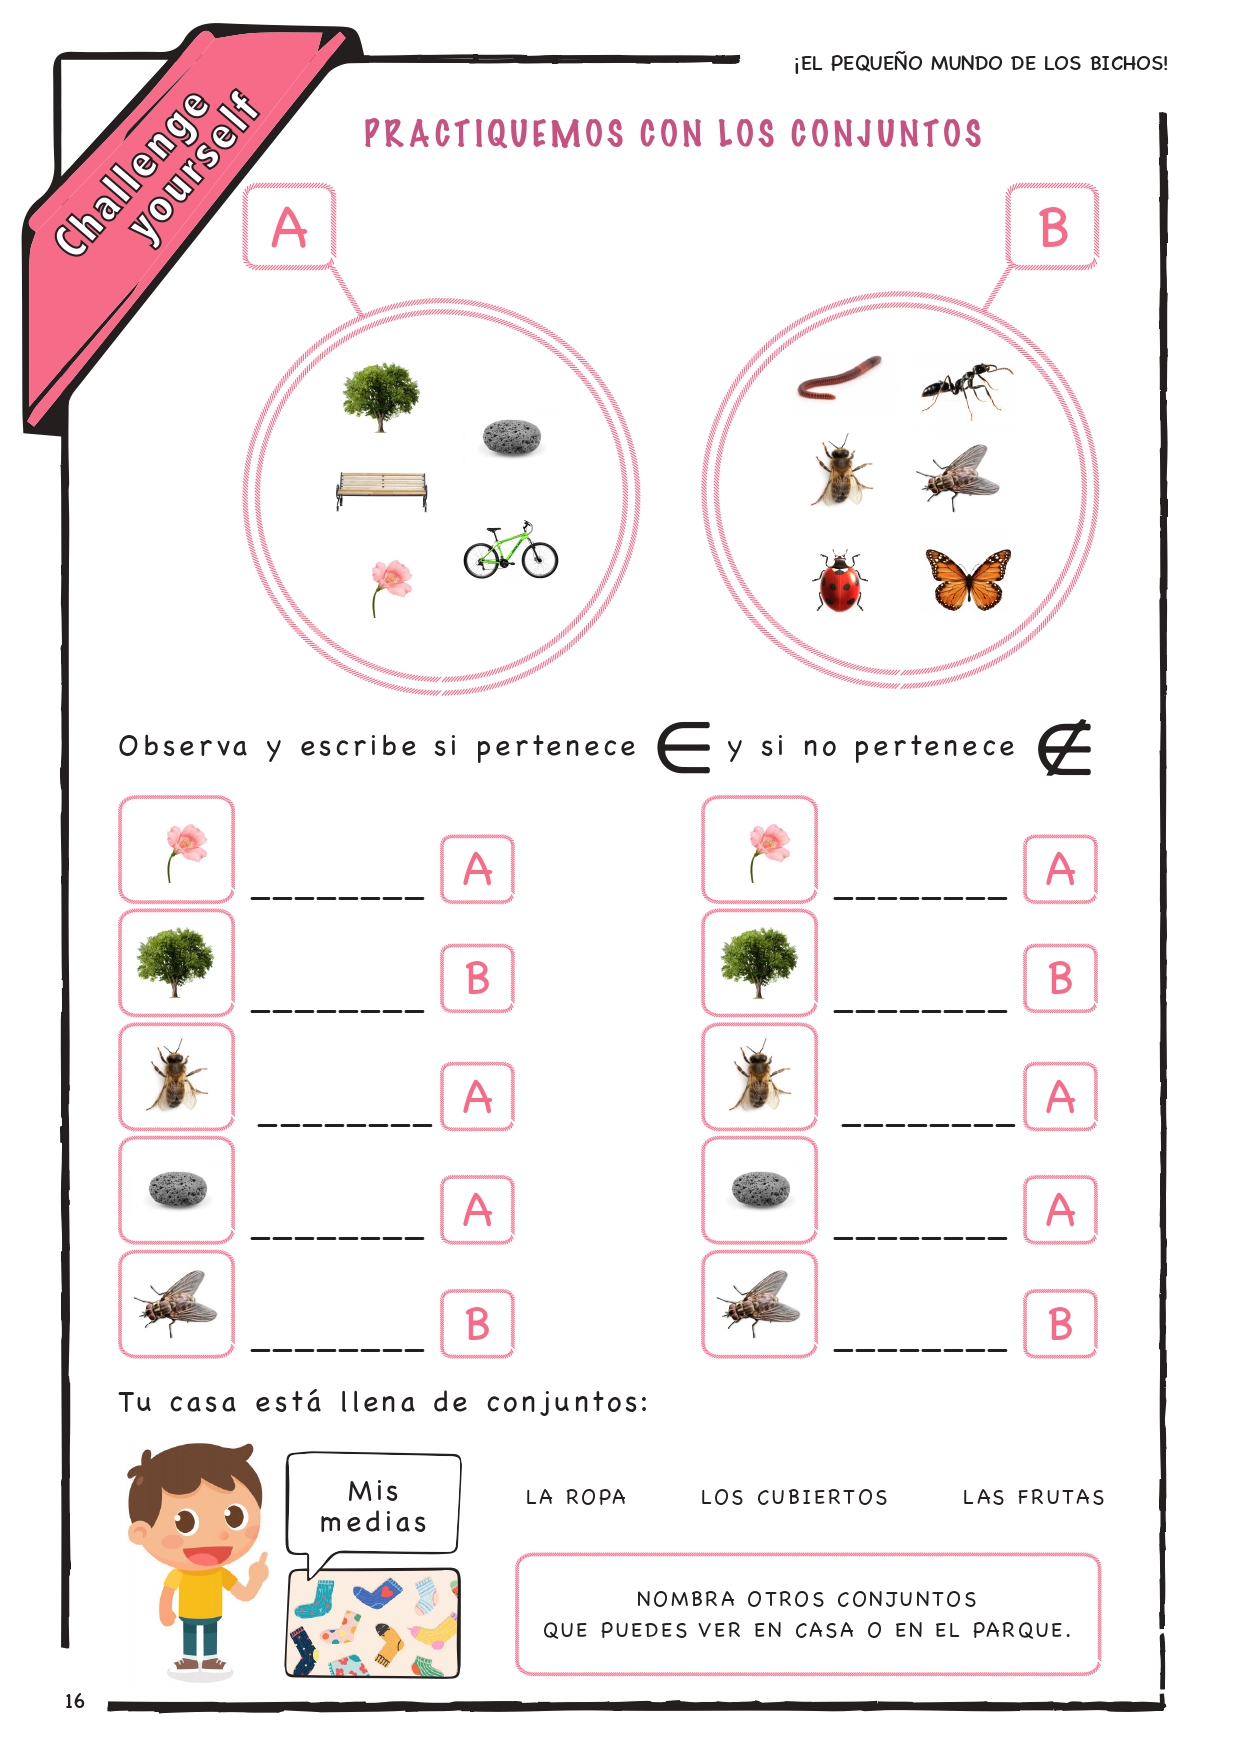 ¡EL PEQUEÑO MUNDO DE LOS BICHOS!
Challenge
yourself
PRACTIQUEMOS CON LOS CONJUNTOS
A
B
Observa y escribe si pertenece ∈ y si no pertenece ∉
________ A
________ A
________ B
________ B
________ A
________ A
________ A
________ A
________ B
________ B
Tu casa está llena de conjuntos:
Mis
medias
LA ROPA LOS CUBIERTOS LAS FRUTAS
NOMBRA OTROS CONJUNTOS
QUE PUEDES VER EN CASA O EN EL PARQUE.
16